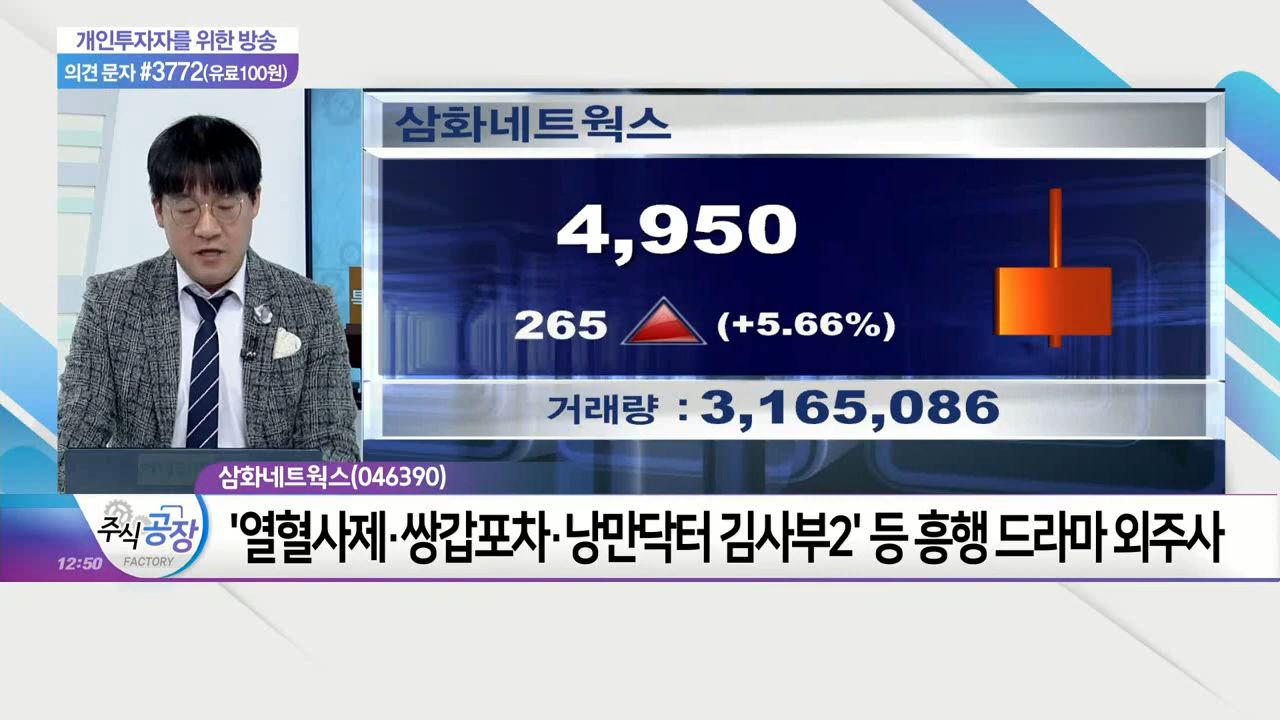 개인투자자를 위한 방송
의견 문자 #3772(유료100원)
삼화네트웍스
4,950
265 ▲ (+5.66%)
거래량 : 3,165,086
특
삼화네트웍스(046390)
주식공장
FACTORY
12:50
'열혈사제·쌍갑포차·낭만닥터 김사부2' 등 흥행 드라마 외주사